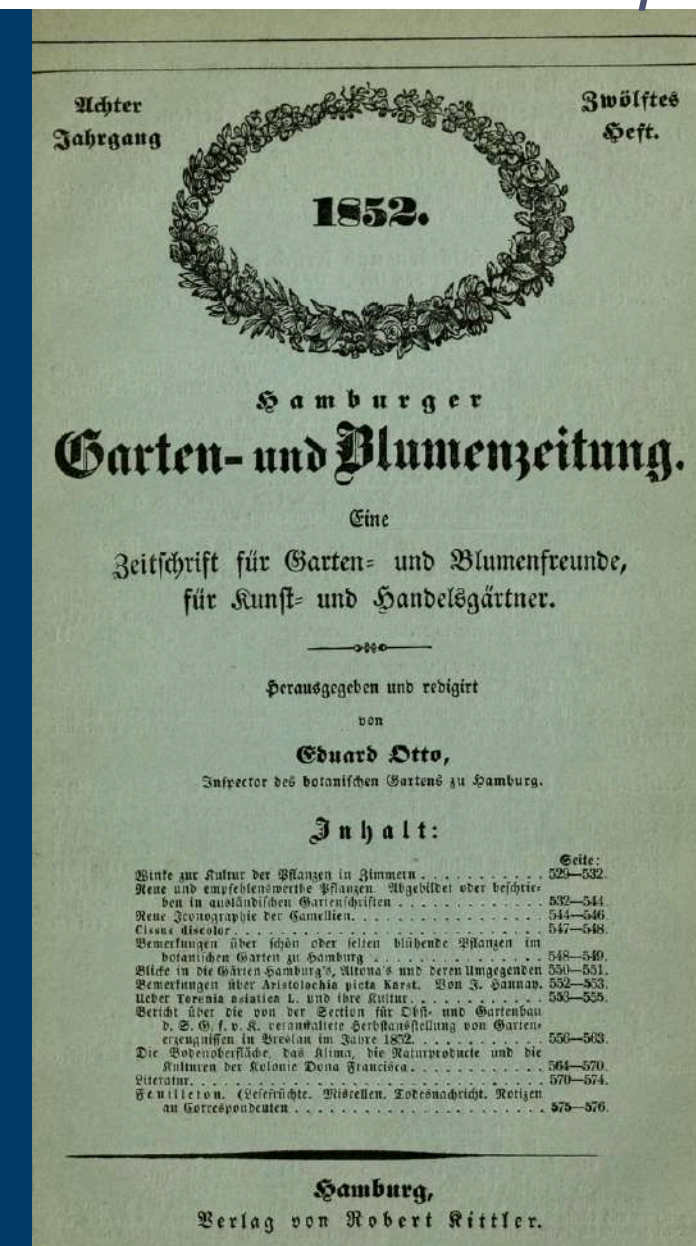 Achter
Jahrgang
Zwölftes
Heft.
1852.
Hamburger
Garten- und Blumenzeitung.
Eine
Zeitschrift für Garten- und Blumenfreunde,
für Kunst- und Handelsgärtner.
Herausgegeben und redigirt
von
Eduard Otto,
Inspector des botanischen Gartens zu Hamburg.
Inhalt:
Seite:
Winke zur Kultur der Pflanzen in Zimmern . . . . . . . . . . 529—532.
Neue und empfehlenswerthe Pflanzen. Abgebildet oder beschrie-
ben in ausländischen Gartenschriften . . . . . . . . . . . . 532—544
Neue Iconographie der Camellien. . . . . . . . . . . . . . . 544—546
Cissus discolor . . . . . . . . . . . . . . . . . . . . . . . 547—548.
Bemerkungen über schön oder selten blühende Pflanzen im
botanischen Garten zu Hamburg . . . . . . . . . . . . . . 548—549.
Blicke in die Gärten Hamburg's, Altona's und deren Umgegenden 550—551.
Bemerkungen über Aristolochia picta Karst. Von J. Hannay. 552—553.
Ueber Torenia asiatica L. und ihre Kultur. . . . . . . . . . . 553—555.
Bericht über die von der Section für Obst- und Gartenbau
d. S. G. f. v. K. veranstaltete Herbstausstellung von Garten-
erzeugnissen in Breslau im Jahre 1852. . . . . . . . . . . 556—563.
Die Bodenoberfläche, das Klima, die Naturproducte und die
Kulturen der Kolonie Dona Francisca. . . . . . . . . . . . 564—570.
Literatur. . . . . . . . . . . . . . . . . . . . . . . . . . 570—574.
Feuilleton. (Lesefrüchte. Miscellen. Todesnachricht. Notizen
an Correspondenten . . . . . . . . . . . . . . . . . . . . 575—576.
Hamburg,
Verlag von Robert Kittler.